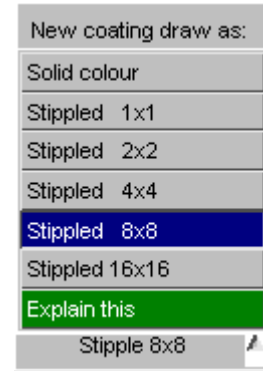 New coating draw as:
Solid colour
Stippled 1x1
Stippled 2x2
Stippled 4x4
Stippled 8x8
Stippled 16x16
Explain this
Stipple 8x8